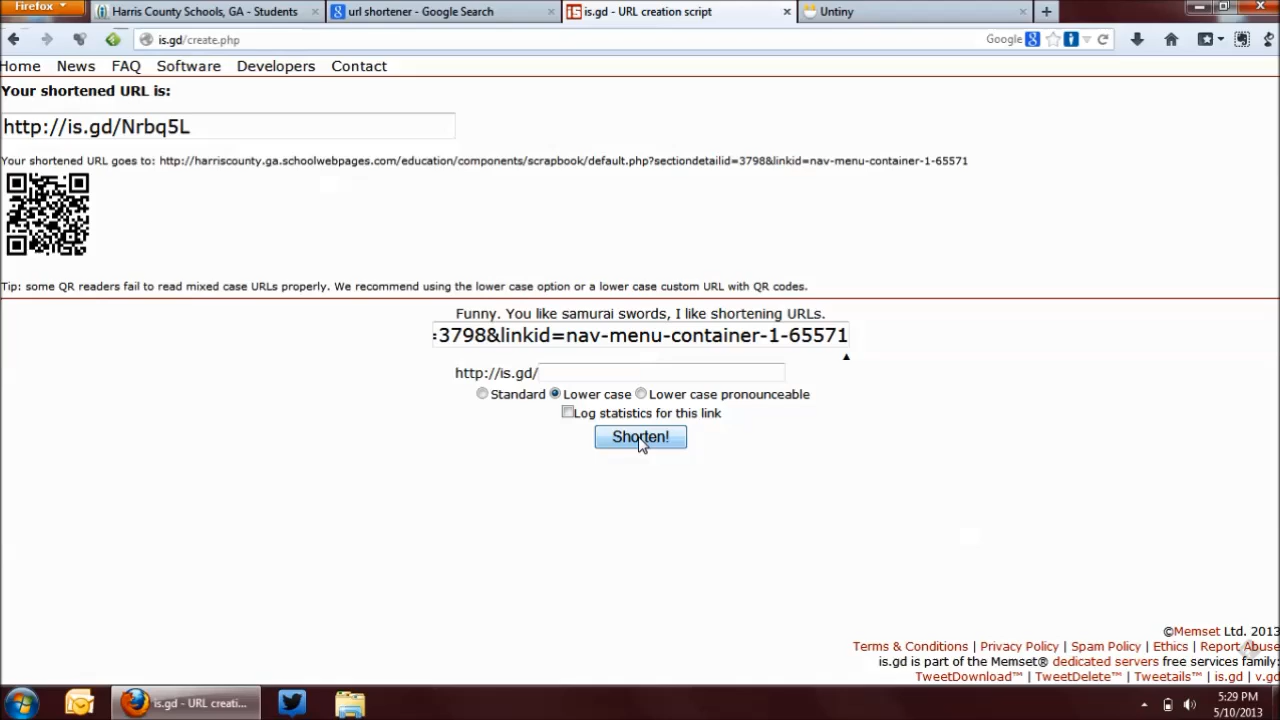 Firefox
Harris County Schools, GA - Students
url shortener - Google Search
is.gd - URL creation script
Untiny
is.gd/create.php
Google
Home News FAQ Software Developers Contact
Your shortened URL is:
http://is.gd/Nrbq5L
Your shortened URL goes to: http://harriscounty.ga.schoolwebpages.com/education/components/scrapbook/default.php?sectiondetailid=3798&linkid=nav-menu-container-1-65571
Tip: some QR readers fail to read mixed case URLs properly. We recommend using the lower case option or a lower case custom URL with QR codes.
Funny. You like samurai swords, I like shortening URLs.
=3798&linkid=nav-menu-container-1-65571
http://is.gd/
Standard Lower case Lower case pronounceable
Log statistics for this link
Shorten!
©Memset Ltd. 2013
Terms & Conditions | Privacy Policy | Spam Policy | Ethics | Report Abuse
is.gd is part of the Memset® dedicated servers free services family:
TweetDownload™ | TweetDelete™ | Tweetails™ | is.gd | v.gd
is.gd - URL creati...
5:29 PM
5/10/2013